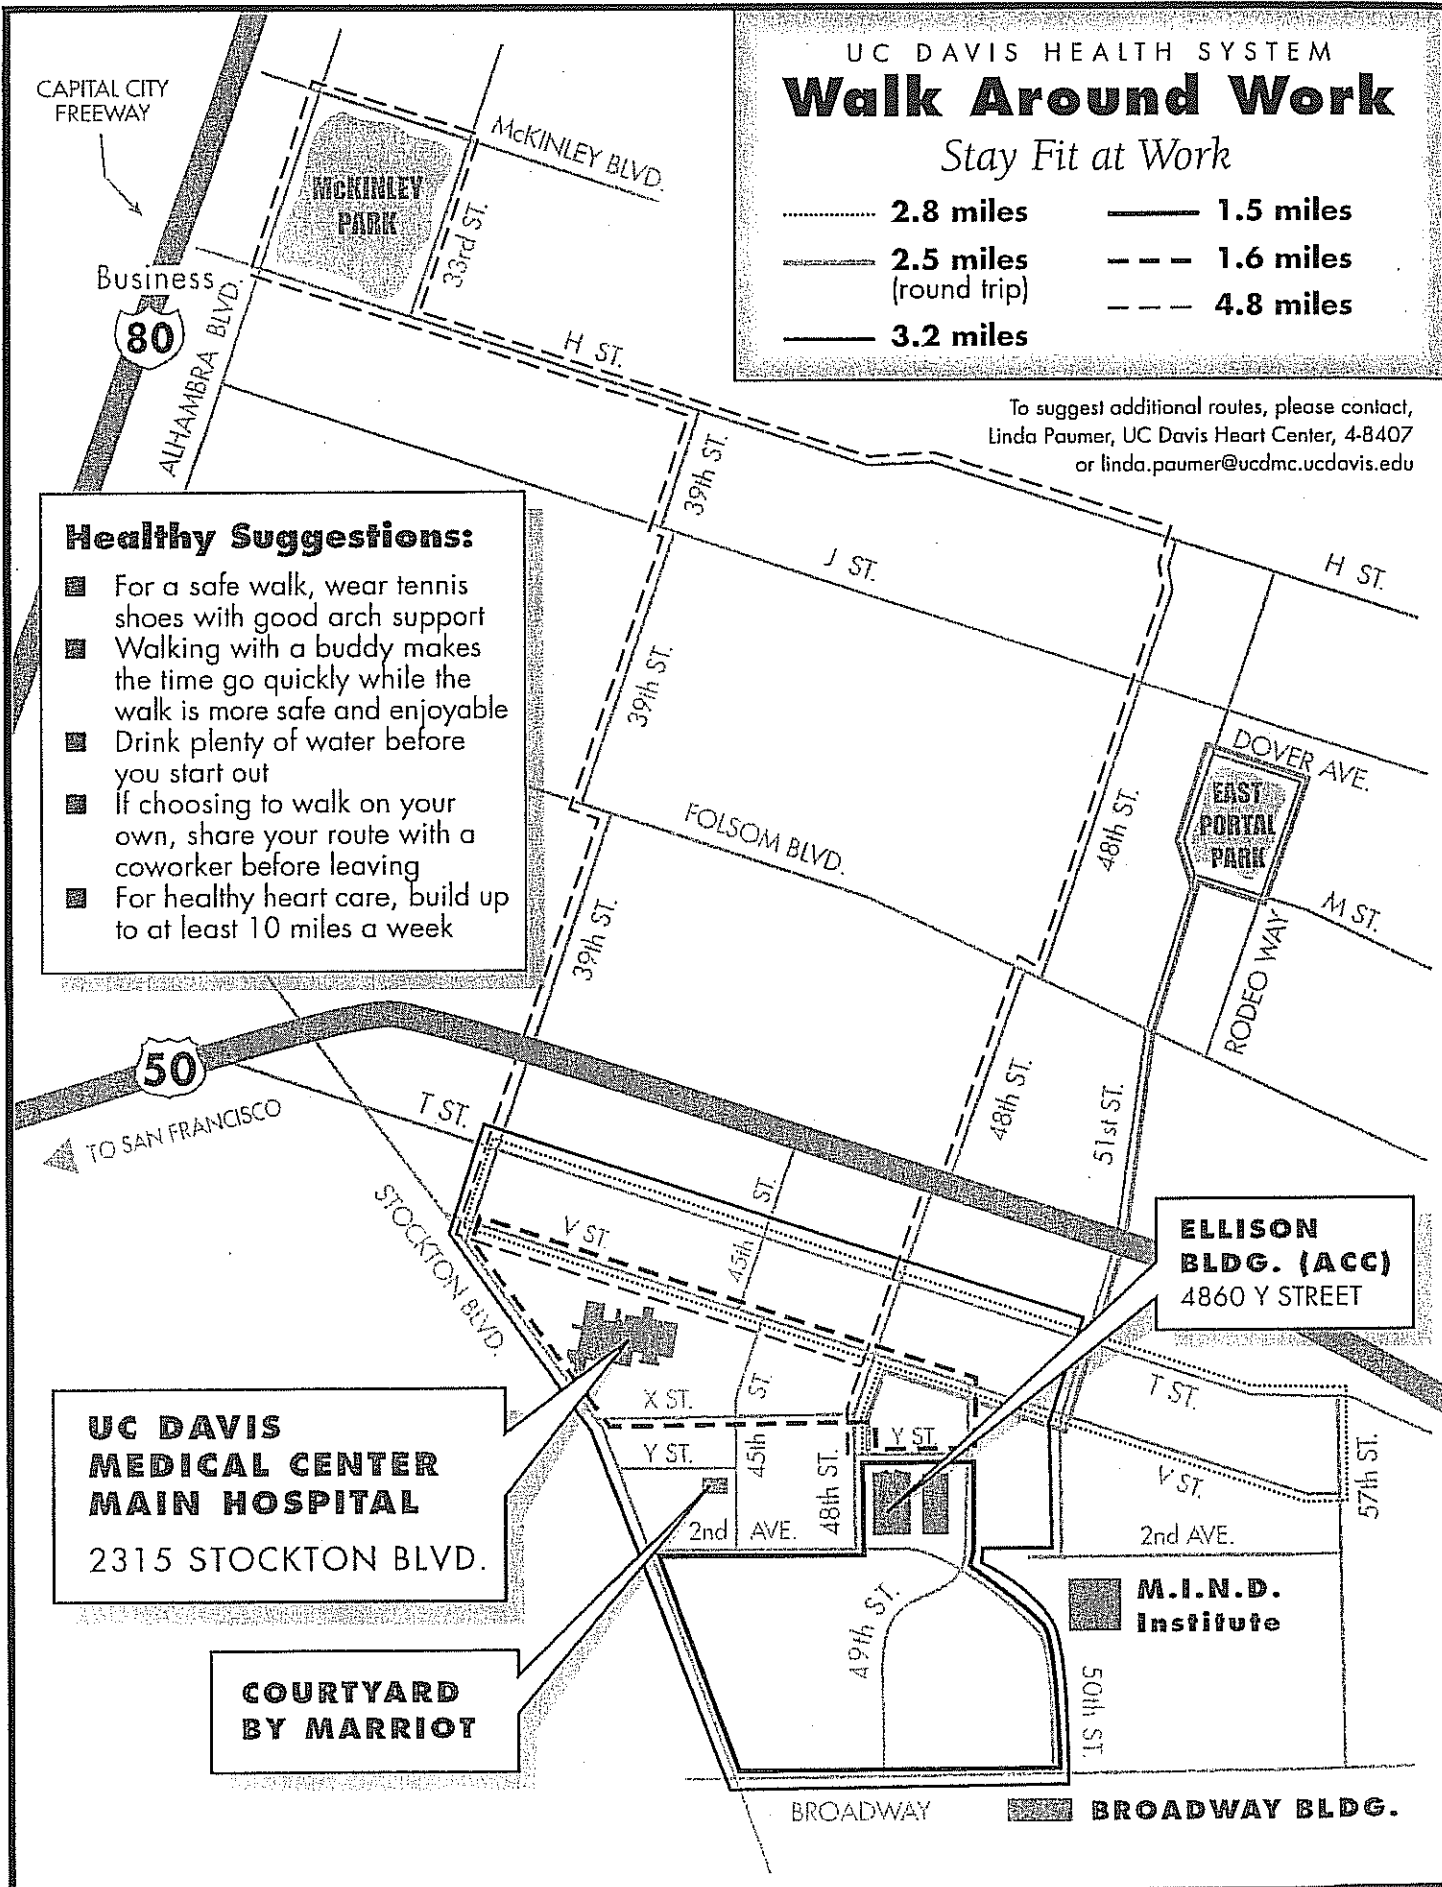 UC DAVIS HEALTH SYSTEM
Walk Around Work
Stay Fit at Work
2.8 miles
2.5 miles
(round trip)
3.2 miles
1.5 miles
1.6 miles
4.8 miles
To suggest additional routes, please contact,
Linda Paumer, UC Davis Heart Center, 4-8407
or linda.paumer@ucdmc.ucdavis.edu
CAPITAL CITY
FREEWAY
McKINLEY BLVD.
McKINLEY
PARK
33rd ST.
Business
80
ALHAMBRA BLVD.
H ST.
39th ST.
J ST.
H ST.
Healthy Suggestions:
■ For a safe walk, wear tennis
shoes with good arch support
■ Walking with a buddy makes
the time go quickly while the
walk is more safe and enjoyable
■ Drink plenty of water before
you start out
■ If choosing to walk on your
own, share your route with a
coworker before leaving
■ For healthy heart care, build up
to at least 10 miles a week
39th ST.
DOVER AVE.
EAST
PORTAL
PARK
FOLSOM BLVD.
48th ST.
M ST.
39th ST.
RODEO WAY
50
TO SAN FRANCISCO
T ST.
48th ST.
51st ST.
STOCKTON BLVD.
V ST.
45th ST.
ELLISON
BLDG. (ACC)
4860 Y STREET
UC DAVIS
MEDICAL CENTER
MAIN HOSPITAL
2315 STOCKTON BLVD.
X ST.
Y ST.
45th ST.
48th ST.
Y ST.
T ST.
V ST.
57th ST.
2nd AVE.
2nd AVE.
49th ST.
M.I.N.D.
Institute
50th ST.
COURTYARD
BY MARRIOT
BROADWAY
BROADWAY BLDG.